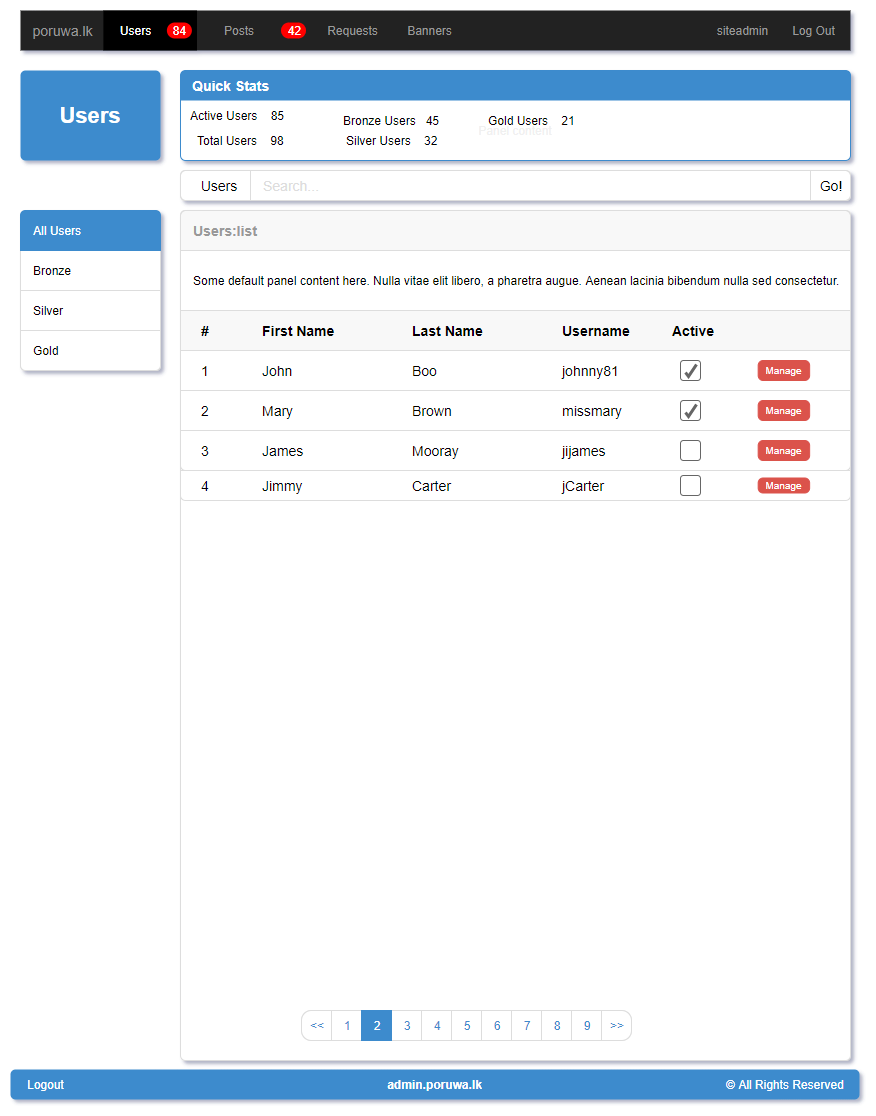 poruwa.lk Users 84 Posts 42 Requests Banners siteadmin Log Out
Users
Quick Stats
Active Users 85 Bronze Users 45 Gold Users 21
Panel content
Total Users 98 Silver Users 32
Users Search... Go!
All Users
Bronze
Silver
Gold
Users:list
Some default panel content here. Nulla vitae elit libero, a pharetra augue. Aenean lacinia bibendum nulla sed consectetur.
# First Name Last Name Username Active
1 John Boo johnny81 Manage
2 Mary Brown missmary Manage
3 James Mooray jijames Manage
4 Jimmy Carter jCarter Manage
<< 1 2 3 4 5 6 7 8 9 >>
Logout admin.poruwa.lk © All Rights Reserved